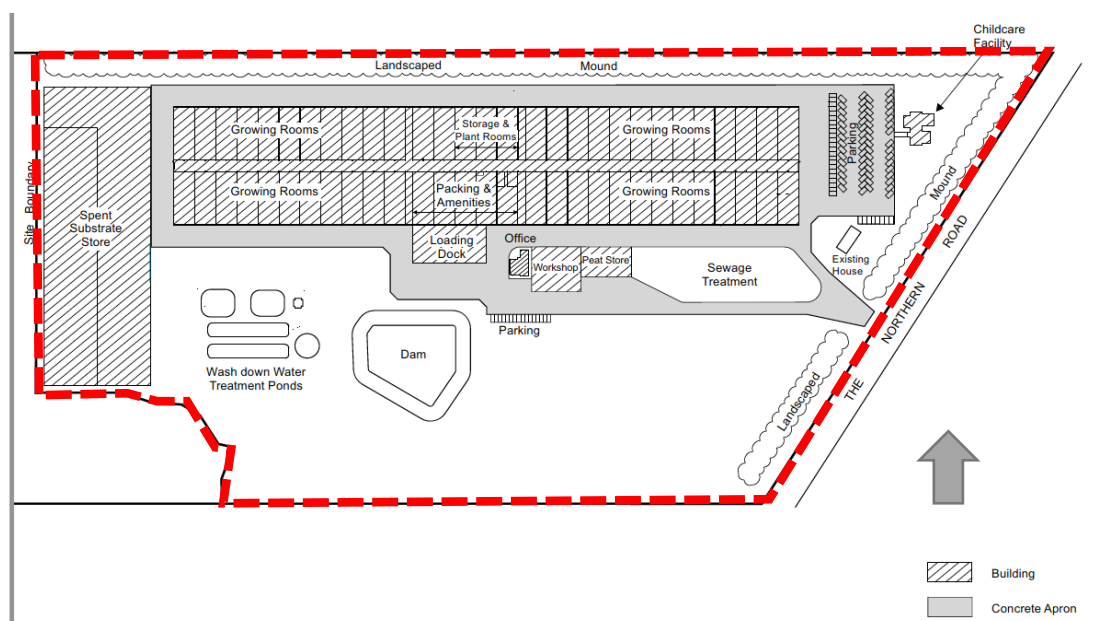 Childcare
Facility
Landscaped
Mound
Growing Rooms
Storage &
Plant Rooms
Growing Rooms
Parking
Growing Rooms
Packing &
Amenities
Growing Rooms
Mound
Site Boundary
Spent
Substrate
Store
Loading
Dock
Office
Workshop
Peat Store
Sewage
Treatment
Existing
House
THE NORTHERN ROAD
Parking
Dam
Wash down Water
Treatment Ponds
Landscaped
Building
Concrete Apron